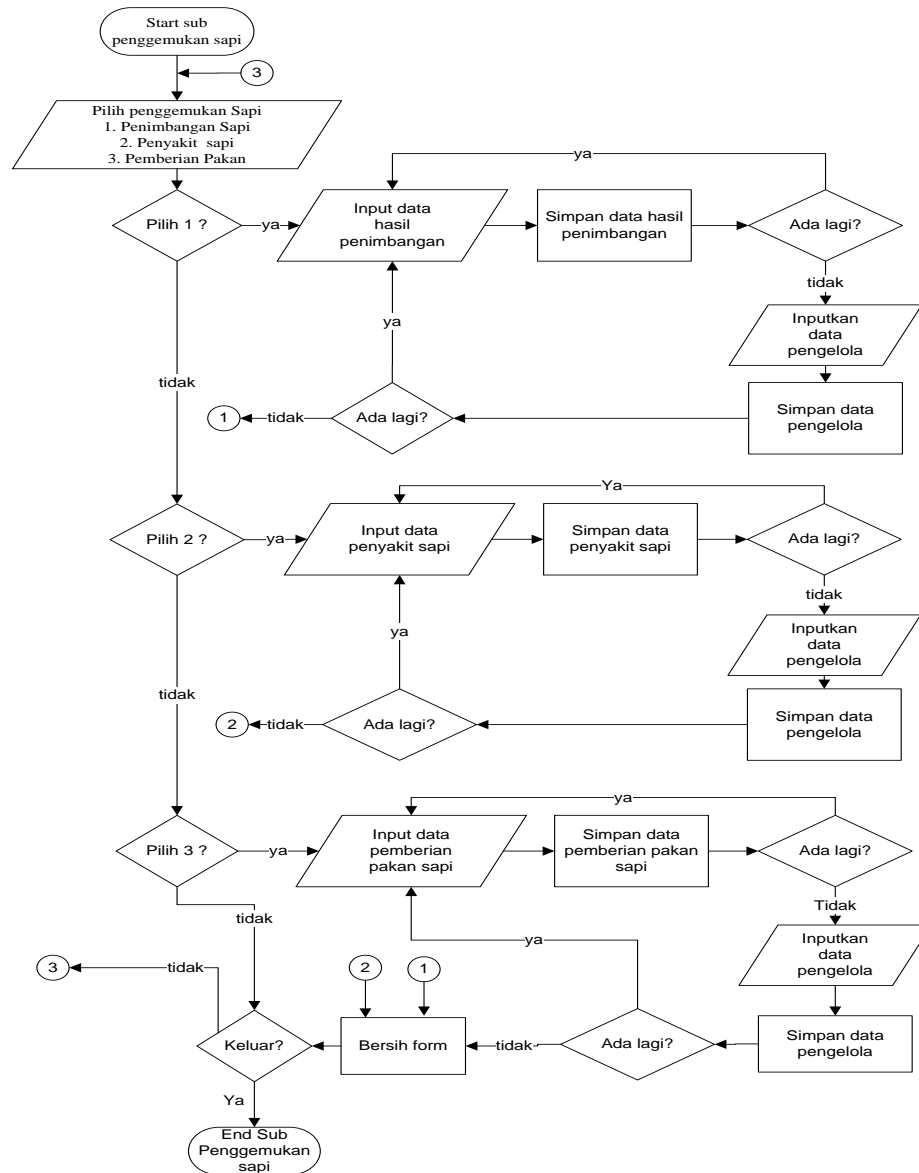 Start sub
penggemukan sapi
3
Pilih penggemukan Sapi
1. Penimbangan Sapi
2. Penyakit sapi
3. Pemberian Pakan
ya
Pilih 1 ?
ya
Input data
hasil
penimbangan
Simpan data hasil
penimbangan
Ada lagi?
tidak
Inputkan
data
pengelola
ya
tidak
1
tidak
Ada lagi?
Simpan data
pengelola
Ya
Pilih 2 ?
ya
Input data
penyakit sapi
Simpan data
penyakit sapi
Ada lagi?
tidak
Inputkan
data
pengelola
ya
tidak
2
tidak
Ada lagi?
Simpan data
pengelola
ya
Pilih 3 ?
ya
Input data
pemberian
pakan sapi
Simpan data
pemberian pakan
sapi
Ada lagi?
Tidak
tidak
Inputkan
data
pengelola
ya
3
tidak
2
1
Keluar?
Bersih form
tidak
Ada lagi?
Simpan data
pengelola
Ya
End Sub
Penggemukan
sapi